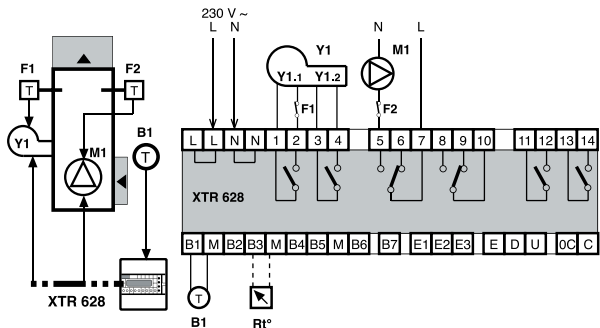 230 V ~
L N
N L
Y1
M1
Y1.1 Y1.2
F1 F2
F1
F2
T
T
B1
Y1
T
M1
L L N N 1 2 3 4 5 6 7 8 9 10 11 12 13 14
XTR 628
B1 M B2 B3 M B4 B5 M B6 B7 E1 E2 E3 E D U 0C C
XTR 628
T
B1
Rt°